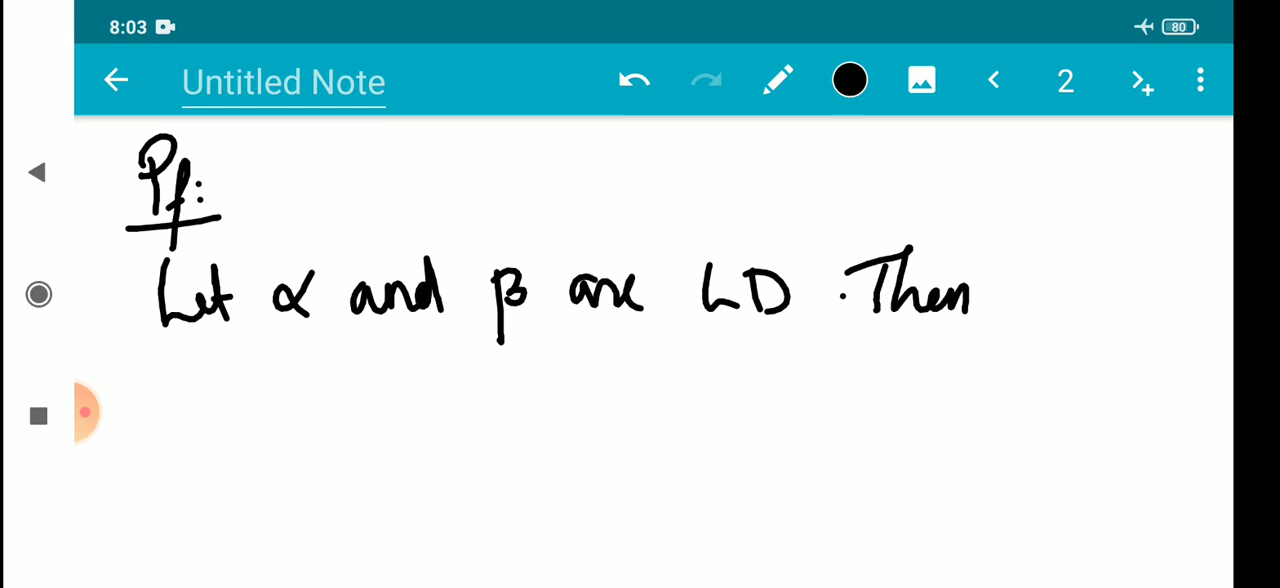 8:03 80
Untitled Note 2
Pf:
Let α and β are LD . Then